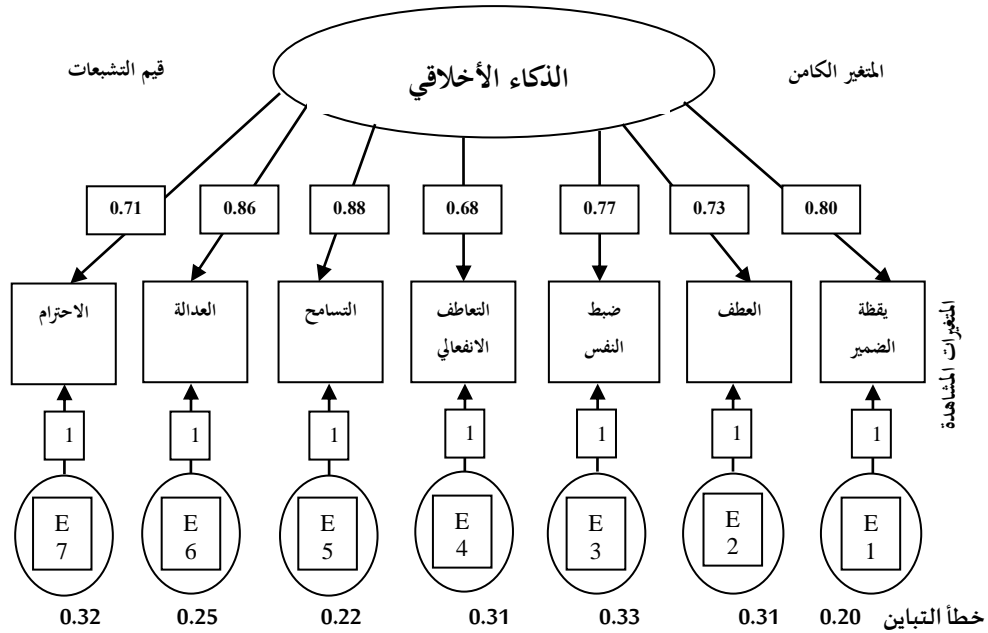 المتغير الكامن
الذكاء الأخلاقي
قيم التشبعات
0.80
0.73
0.77
0.68
0.88
0.86
0.71
المتغيرات المشاهدة
يقظة
الضمير
العطف
ضبط
النفس
التعاطف
الانفعالي
التسامح
العدالة
الاحترام
1
1
1
1
1
1
1
E
1
E
2
E
3
E
4
E
5
E
6
E
7
خطأ التباين 0.20 0.31 0.33 0.31 0.22 0.25 0.32